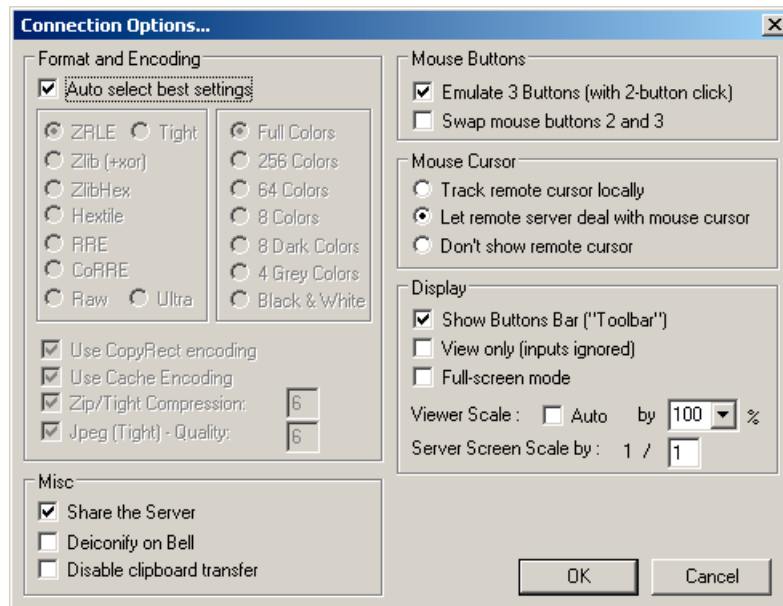 Connection Options...
Format and Encoding
Auto select best settings
ZRLE Tight
Zlib (+xor)
ZlibHex
Hextile
RRE
CoRRE
Raw Ultra
Full Colors
256 Colors
64 Colors
8 Colors
8 Dark Colors
4 Grey Colors
Black & White
Use CopyRect encoding
Use Cache Encoding
Zip/Tight Compression: 6
Jpeg (Tight) - Quality: 6
Misc
Share the Server
Deiconify on Bell
Disable clipboard transfer
Mouse Buttons
Emulate 3 Buttons (with 2-button click)
Swap mouse buttons 2 and 3
Mouse Cursor
Track remote cursor locally
Let remote server deal with mouse cursor
Don't show remote cursor
Display
Show Buttons Bar ("Toolbar")
View only (inputs ignored)
Full-screen mode
Viewer Scale : Auto by 100 %
Server Screen Scale by : 1 / 1
OK Cancel